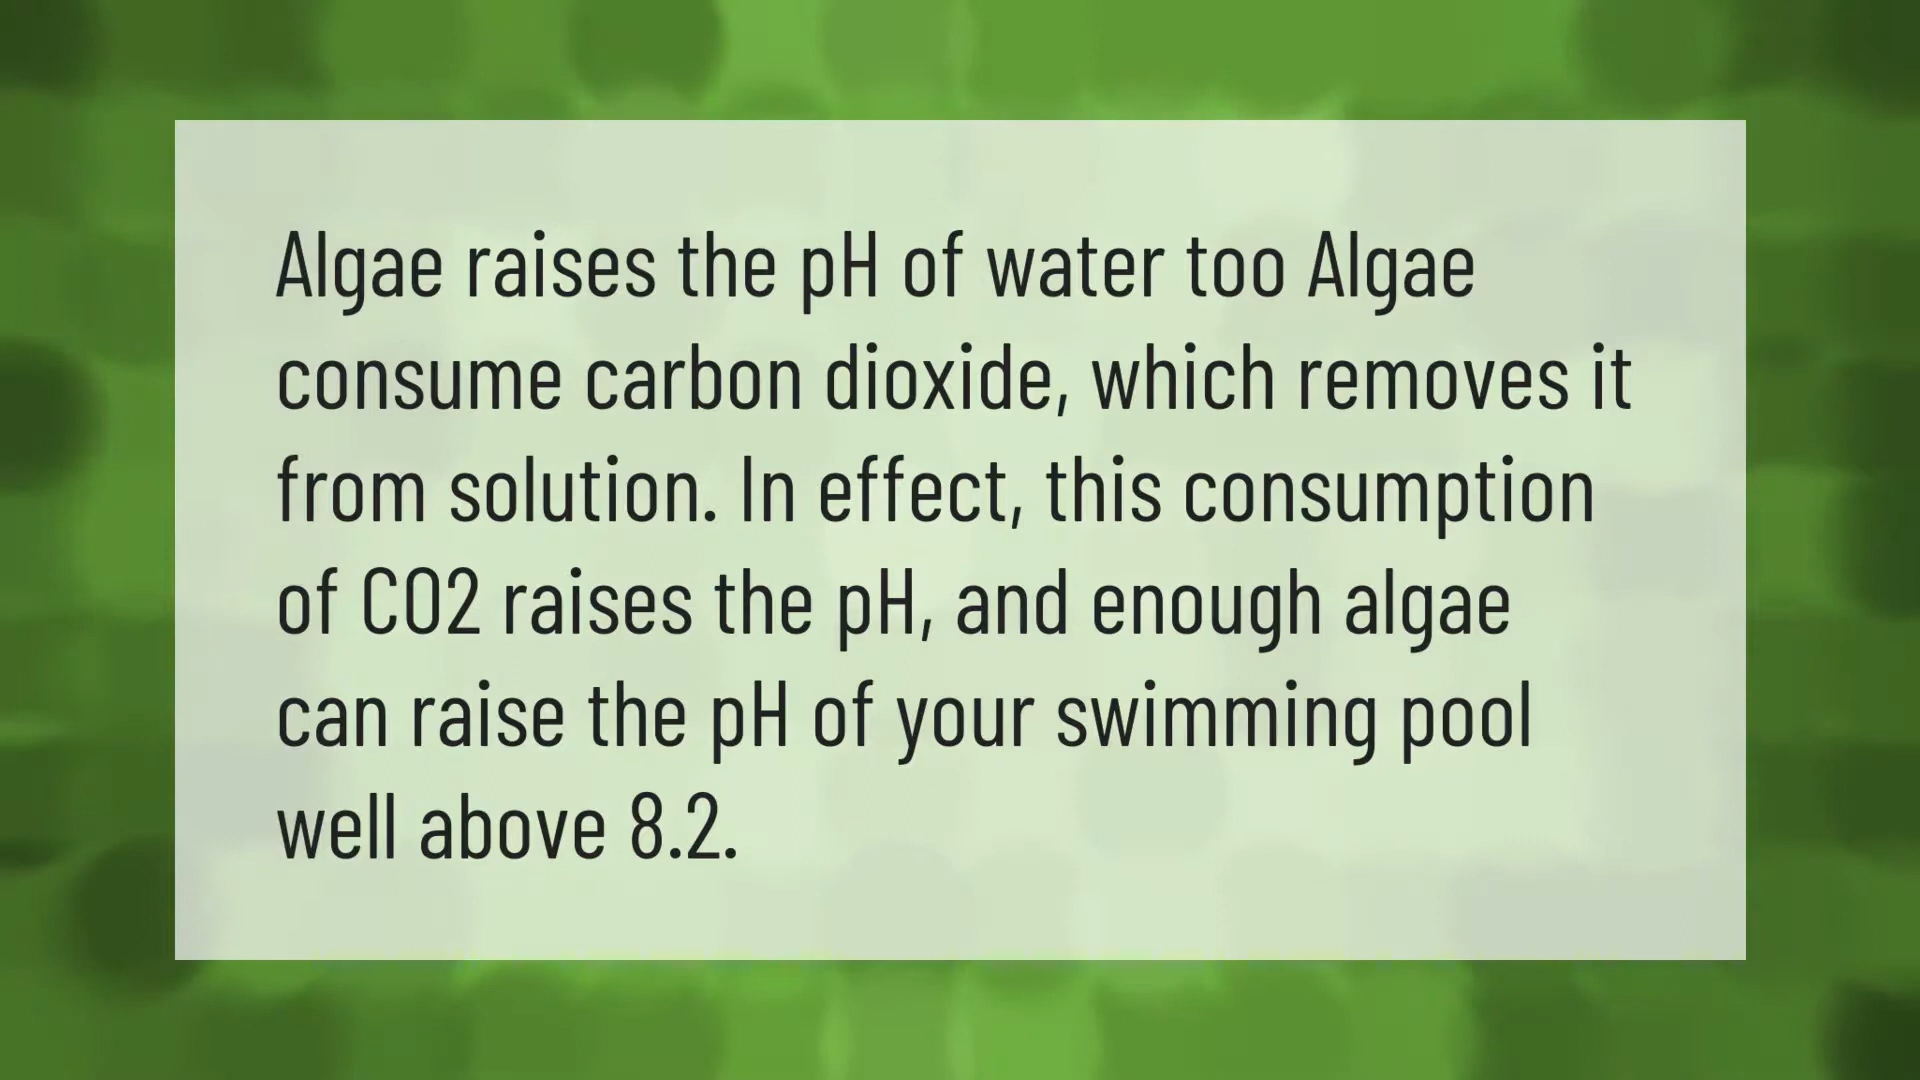 Algae raises the pH of water too Algae
consume carbon dioxide, which removes it
from solution. In effect, this consumption
of CO2 raises the pH, and enough algae
can raise the pH of your swimming pool
well above 8.2.